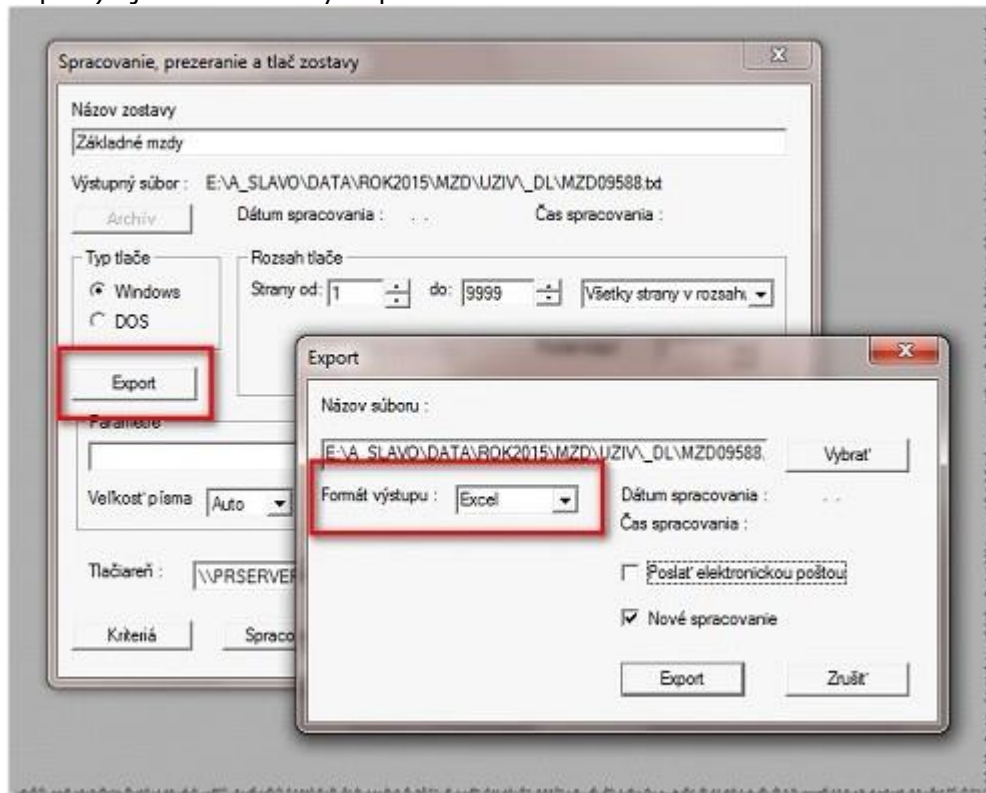 Spracovanie, prezeranie a tlač zostavy
Názov zostavy
Základné mzdy
Výstupný súbor : E:\A_SLAVO\DATA\ROK2015\MZD\UZIV\_DL\MZD09588.txt
Archív Dátum spracovania : . . Čas spracovania :
Typ tlače Rozsah tlače
Windows Strany od: 1 do: 9999 Všetky strany v rozsahu
DOS
Export
Parametre
Veľkosť písma Auto
Tlačiareň : \\PRSERVER
Kritériá Spraco
Export
Názov súboru :
E:\A_SLAVO\DATA\ROK2015\MZD\UZIV\_DL\MZD09588. Vybrať
Formát výstupu : Excel Dátum spracovania : . .
Čas spracovania :
Poslať elektronickou poštou
Nové spracovanie
Export Zrušiť